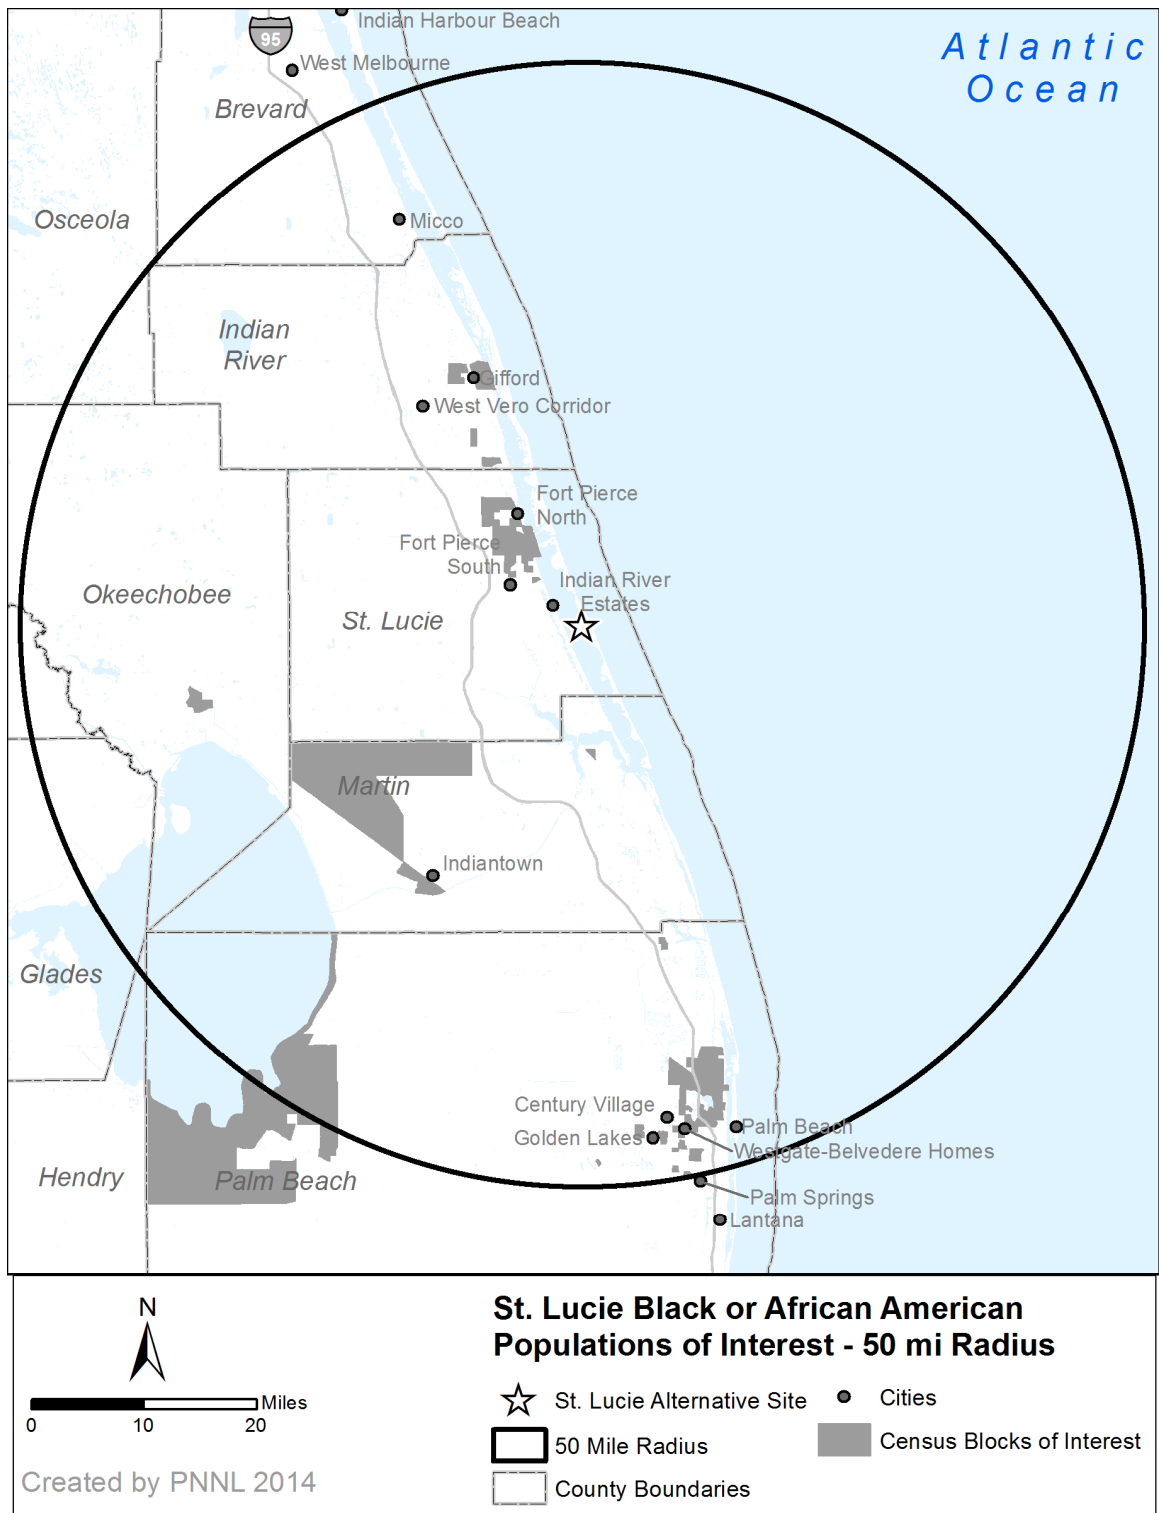 Indian Harbour Beach
95
West Melbourne
Atlantic
Ocean
Brevard
Osceola
Micco
Indian
River
Gifford
West Vero Corridor
Fort Pierce
North
Fort Pierce
South
Indian River
Estates
Okeechobee
St. Lucie
Martin
Indiantown
Glades
Century Village
Palm Beach
Golden Lakes
Westgate-Belvedere Homes
Hendry
Palm Beach
Palm Springs
Lantana
N
Miles
0 10 20
Created by PNNL 2014
St. Lucie Black or African American
Populations of Interest - 50 mi Radius
St. Lucie Alternative Site
Cities
50 Mile Radius
Census Blocks of Interest
County Boundaries